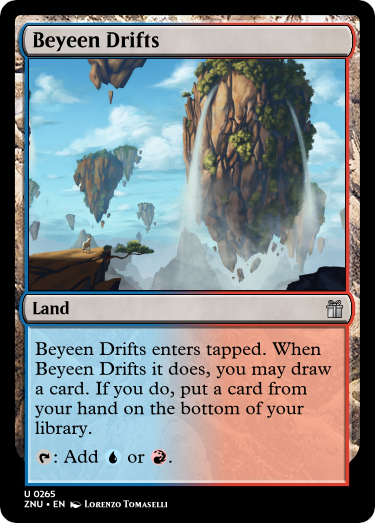 Beyeen Drifts
Land
Beyeen Drifts enters tapped. When
Beyeen Drifts it does, you may draw
a card. If you do, put a card from
your hand on the bottom of your
library.
: Add or .
U 0265
ZNU • EN Lorenzo Tomaselli